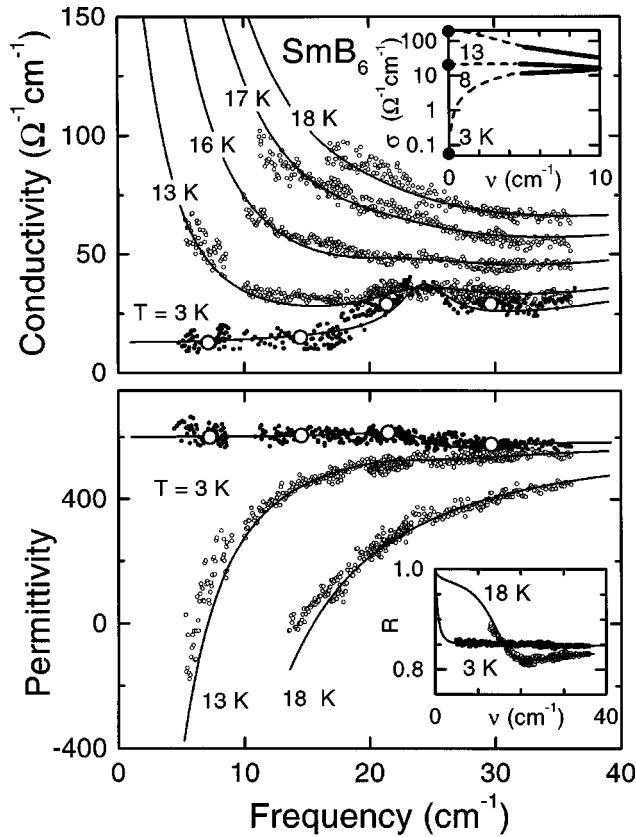 SmB₆
Conductivity (Ω⁻¹cm⁻¹)
150
100
50
0
13 K
16 K
17 K
18 K
T = 3 K
σ (Ω⁻¹cm⁻¹)
100
10
1
0.1
13
8
3 K
0
10
ν (cm⁻¹)
Permittivity
400
0
-400
T = 3 K
13 K
18 K
R
1.0
0.8
18 K
3 K
0
20
40
ν (cm⁻¹)
0
10
20
30
40
Frequency (cm⁻¹)